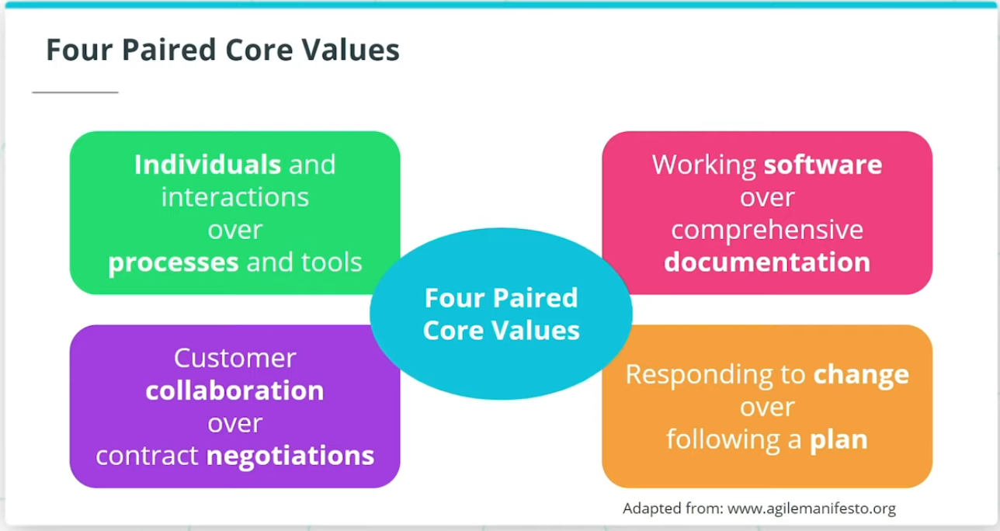 Four Paired Core Values
Individuals and
interactions
over
processes and tools
Working software
over
comprehensive
documentation
Four Paired
Core Values
Customer
collaboration
over
contract negotiations
Responding to change
over
following a plan
Adapted from: www.agilemanifesto.org